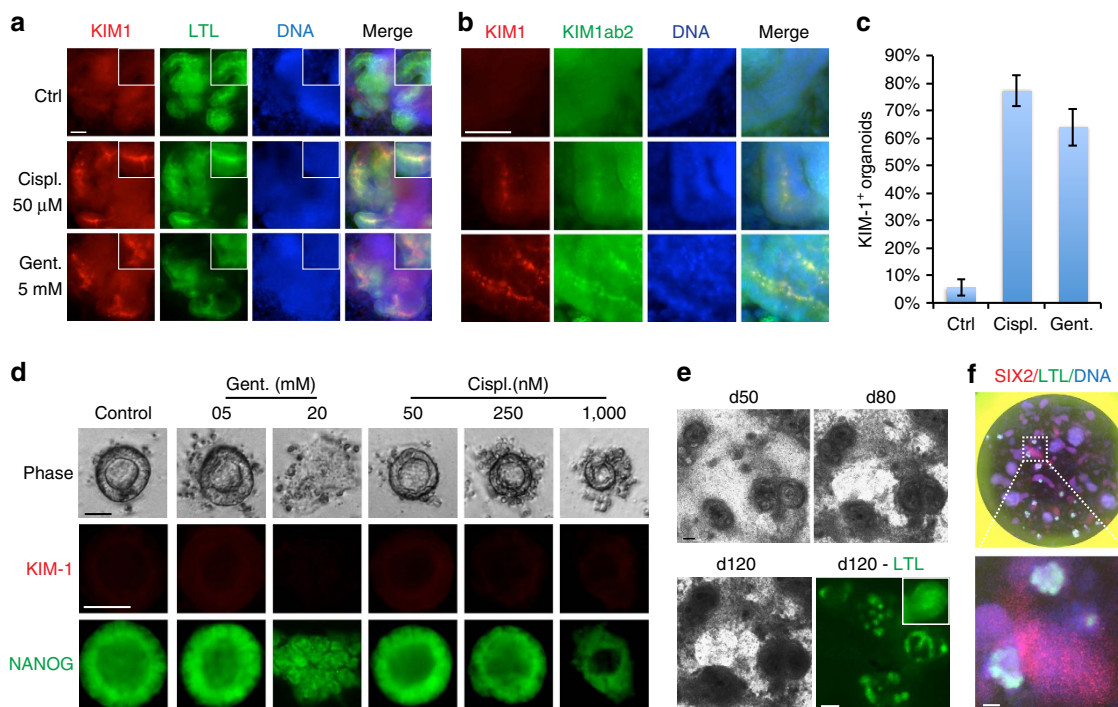 a
KIM1 LTL DNA Merge
Ctrl
Cispl.
50 μM
Gent.
5 mM
b
KIM1 KIM1ab2 DNA Merge
c
KIM-1+ organoids
90%
80%
70%
60%
50%
40%
30%
20%
10%
0%
Ctrl Cispl. Gent.
d
Gent. (mM) Cispl.(nM)
Control 05 20 50 250 1,000
Phase
KIM-1
NANOG
e
d50 d80
d120 d120 - LTL
f
SIX2/LTL/DNA